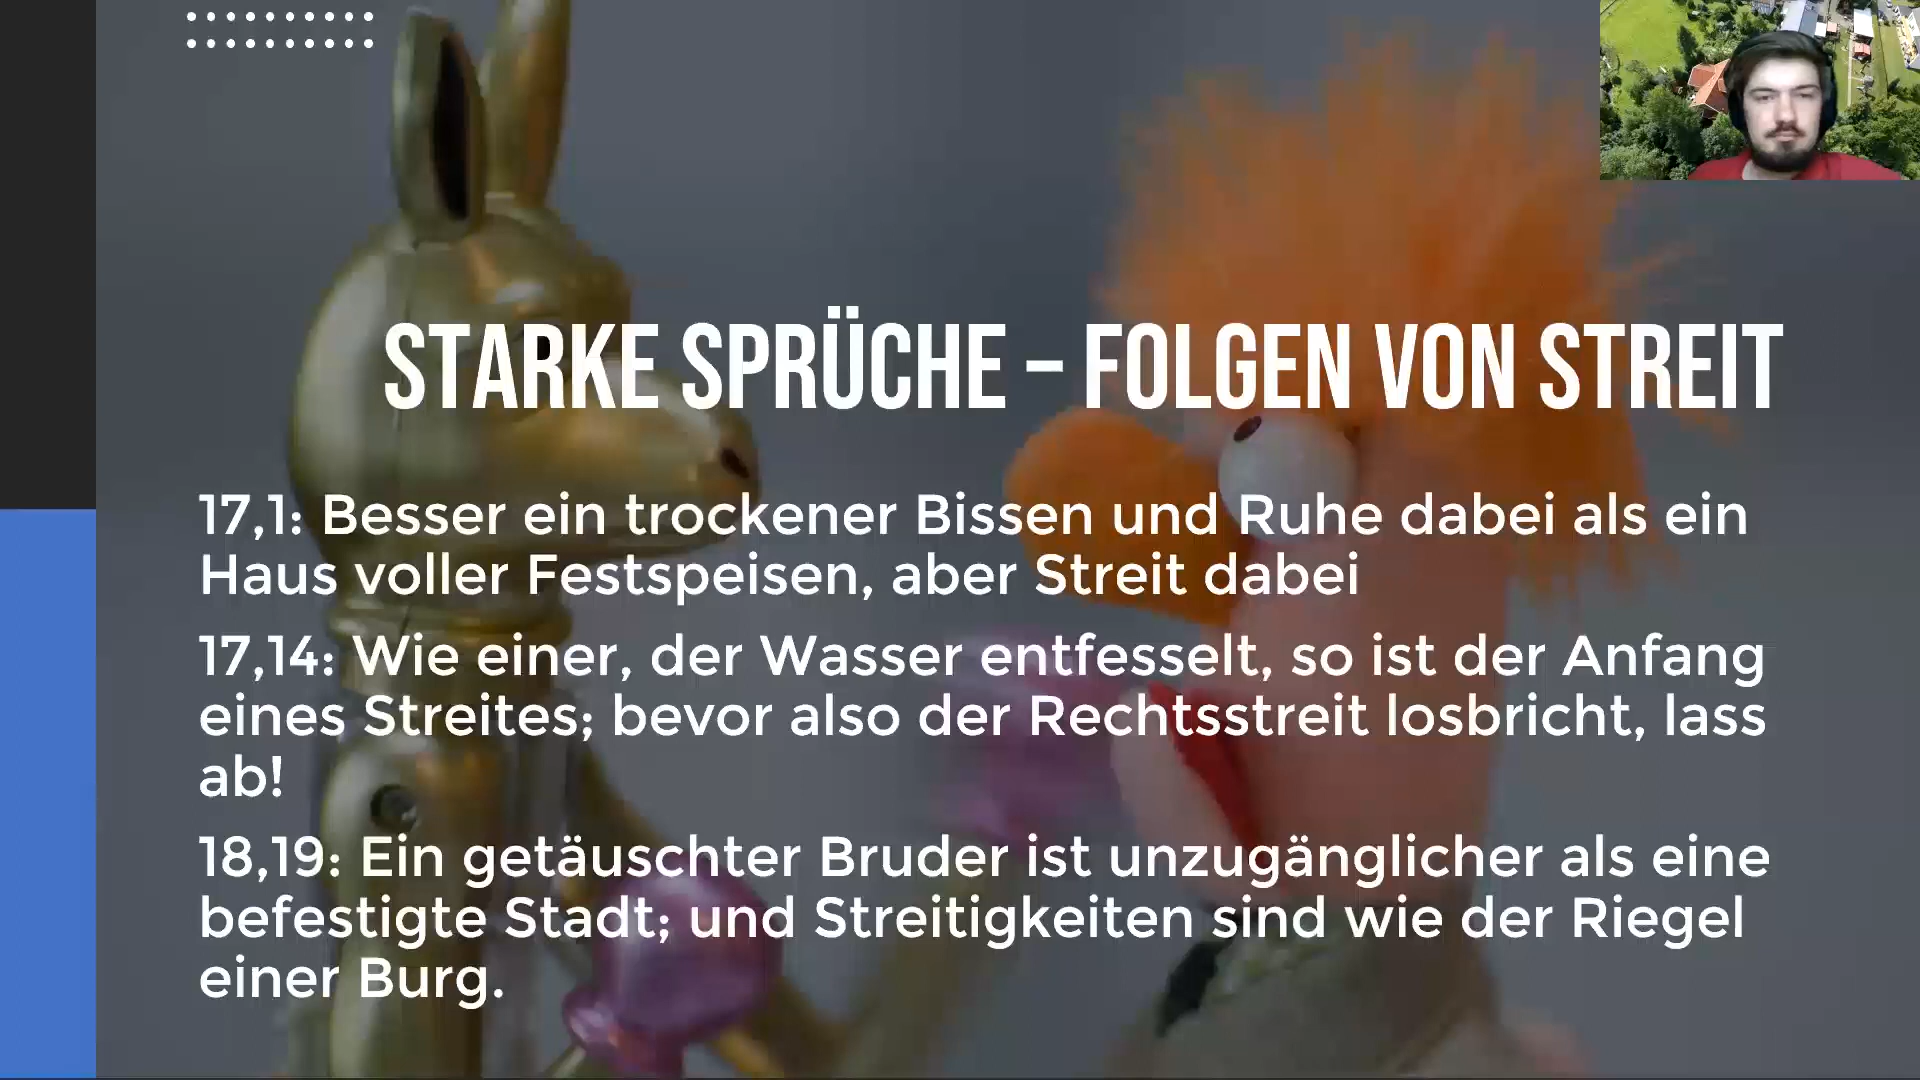 STARKE SPRÜCHE – FOLGEN VON STREIT
17,1: Besser ein trockener Bissen und Ruhe dabei als ein
Haus voller Festspeisen, aber Streit dabei
17,14: Wie einer, der Wasser entfesselt, so ist der Anfang
eines Streites; bevor also der Rechtsstreit losbricht, lass
ab!
18,19: Ein getäuschter Bruder ist unzugänglicher als eine
befestigte Stadt; und Streitigkeiten sind wie der Riegel
einer Burg.